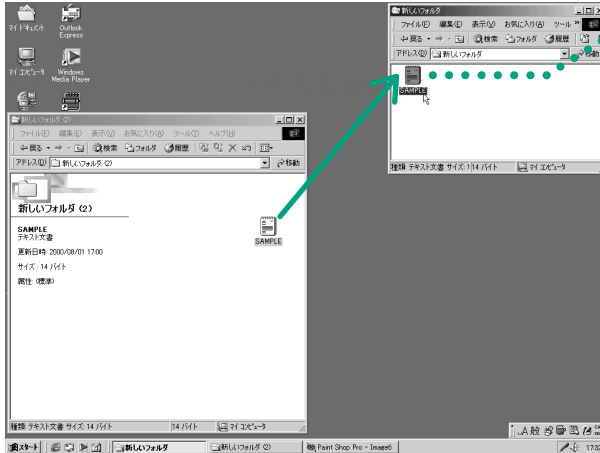 マイ ドキュメント
Outlook
Express
マイ コンピュータ
Windows
Media Player
新しいフォルダ
ファイル(F) 編集(E) 表示(V) お気に入り(A) ツール
戻る 検索 フォルダ 履歴
アドレス(D) 新しいフォルダ 移動
SAMPLE
種類: テキスト文書 サイズ: 14 バイト 114 バイト マイ コンピュータ
新しいフォルダ (2)
ファイル(F) 編集(E) 表示(V) お気に入り(A) ツール(T) ヘルプ(H)
戻る 検索 フォルダ 履歴
アドレス(D) 新しいフォルダ (2) 移動
新しいフォルダ (2)
SAMPLE
テキスト文書
更新日時: 2000/08/01 17:00
サイズ: 14 バイト
属性: (標準)
SAMPLE
種類: テキスト文書 サイズ: 14 バイト 14 バイト マイ コンピュータ
A 般
スタート 新しいフォルダ 新しいフォルダ (2) Paint Shop Pro - Image6 17:32